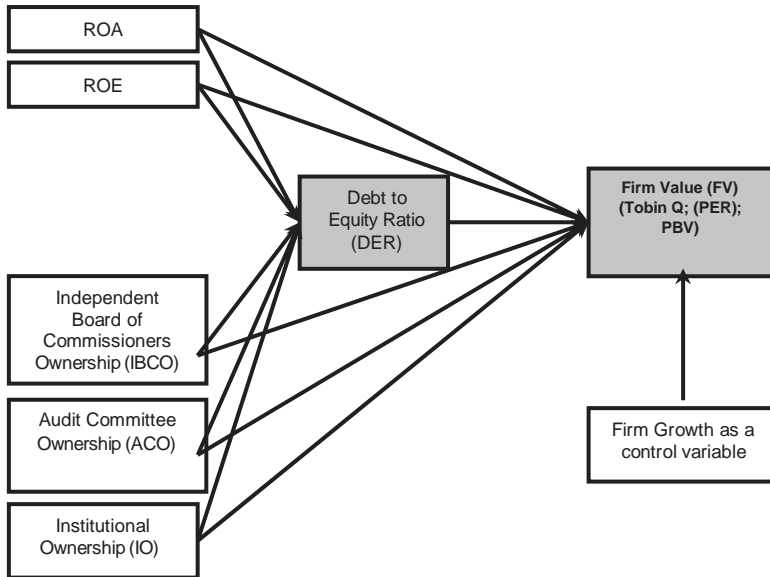 ROA
ROE
Debt to
Equity Ratio
(DER)
Firm Value (FV)
(Tobin Q; (PER);
PBV)
Independent
Board of
Commissioners
Ownership (IBCO)
Audit Committee
Ownership (ACO)
Institutional
Ownership (IO)
Firm Growth as a
control variable